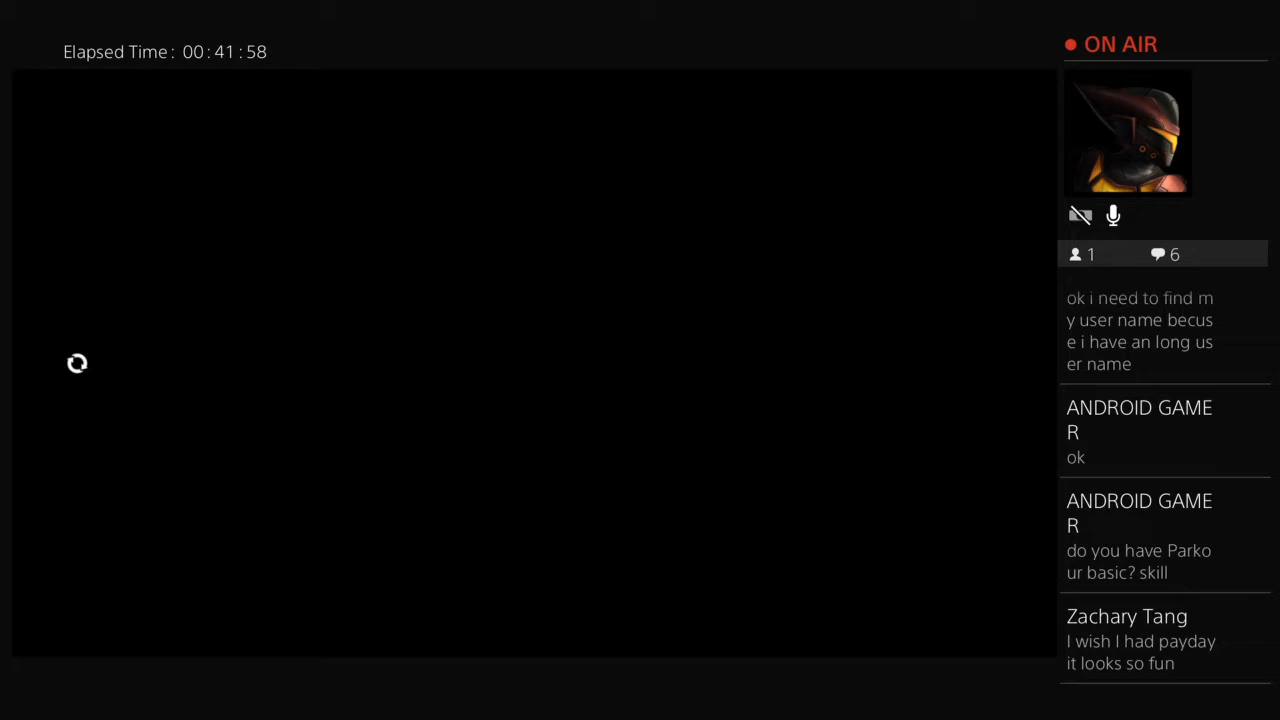 Elapsed Time: 00:41:58
ON AIR
1 6
ok i need to find m
y user name becus
e i have an long us
er name
ANDROID GAME
R
ok
ANDROID GAME
R
do you have Parko
ur basic? skill
Zachary Tang
I wish I had payday
it looks so fun